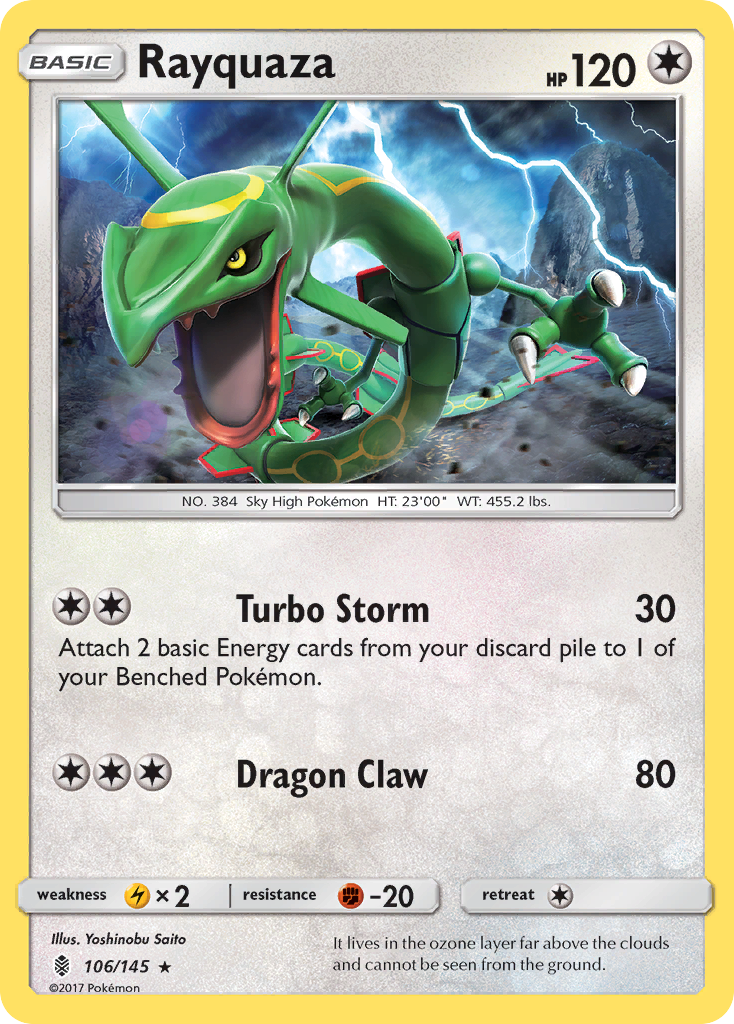 BASIC Rayquaza HP 120
NO. 384 Sky High Pokémon HT: 23'00" WT: 455.2 lbs.
Turbo Storm 30
Attach 2 basic Energy cards from your discard pile to 1 of
your Benched Pokémon.
Dragon Claw 80
weakness × 2 resistance -20 retreat
Illus. Yoshinobu Saito
106/145 ★
©2017 Pokémon
It lives in the ozone layer far above the clouds
and cannot be seen from the ground.